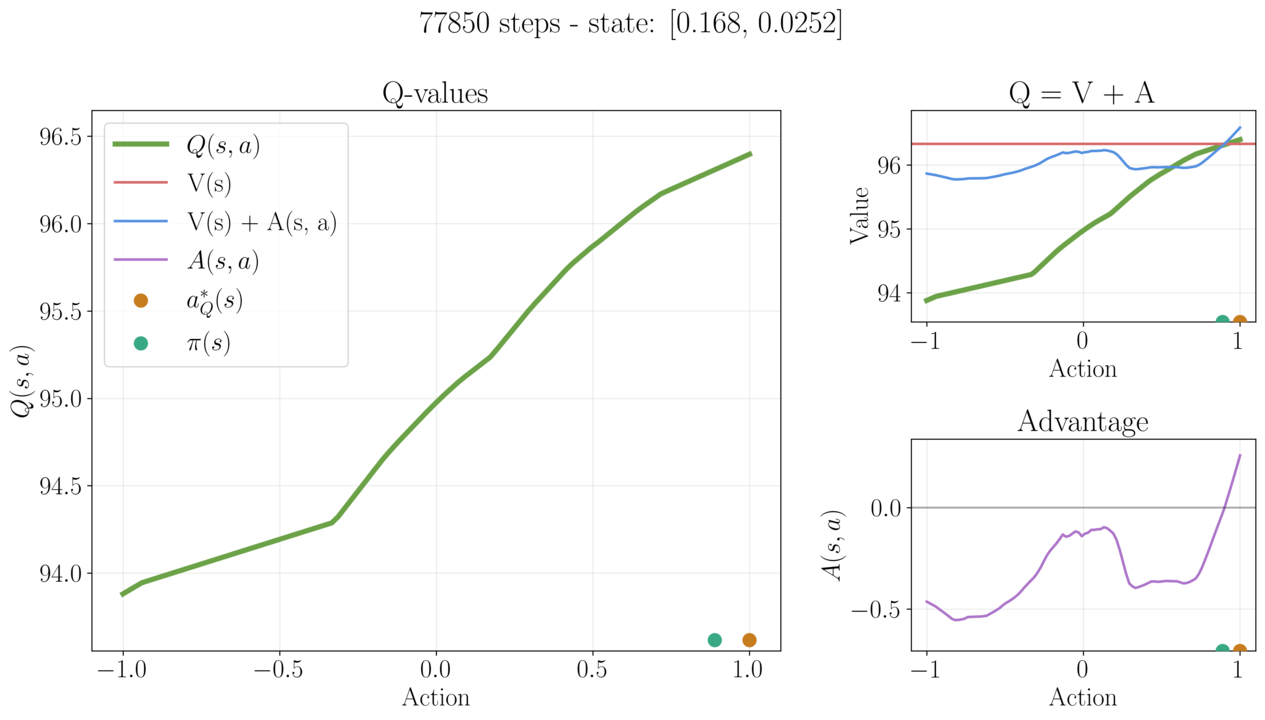 77850 steps - state: [0.168, 0.0252]
Q-values
Q(s, a)
96.5
96.0
95.5
95.0
94.5
94.0
Q(s, a)
V(s)
V(s) + A(s, a)
A(s, a)
a*Q(s)
π(s)
−1.0
−0.5
0.0
0.5
1.0
Action
Q = V + A
Value
96
95
94
−1
0
1
Action
Advantage
A(s, a)
0.0
−0.5
−1
0
1
Action